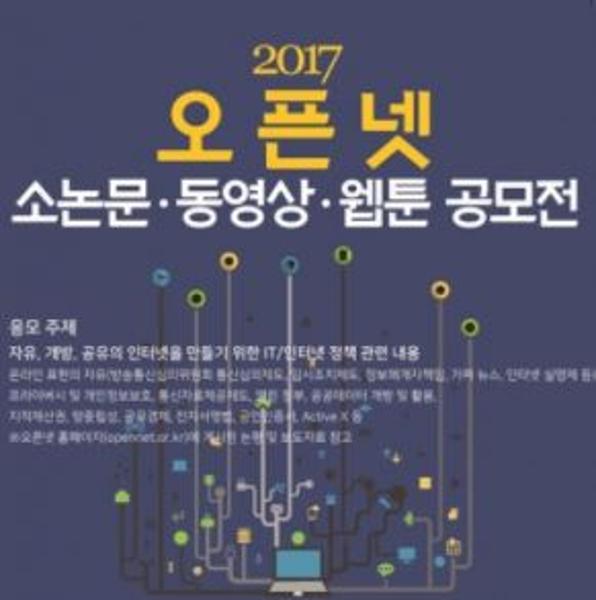 2017
오픈넷
소논문·동영상·웹툰 공모전
응모 주제
자유, 개방, 공유의 인터넷을 만들기 위한 IT/인터넷 정책 관련 내용
온라인 표현의 자유(방송통신심의위원회 통신심의제도, 임시조치제도, 정보매개자책임, 가짜 뉴스, 인터넷 실명제 등
프라이버시 및 개인정보보호, 통신자료제공제도, 열린 정부, 공공데이터 개방 및 활용,
지적재산권, 망중립성, 공유경제, 전자서명법, 공인인증서, Active X 등
※오픈넷 홈페이지(opennet.or.kr)에 게시된 논평 및 보도자료 참고